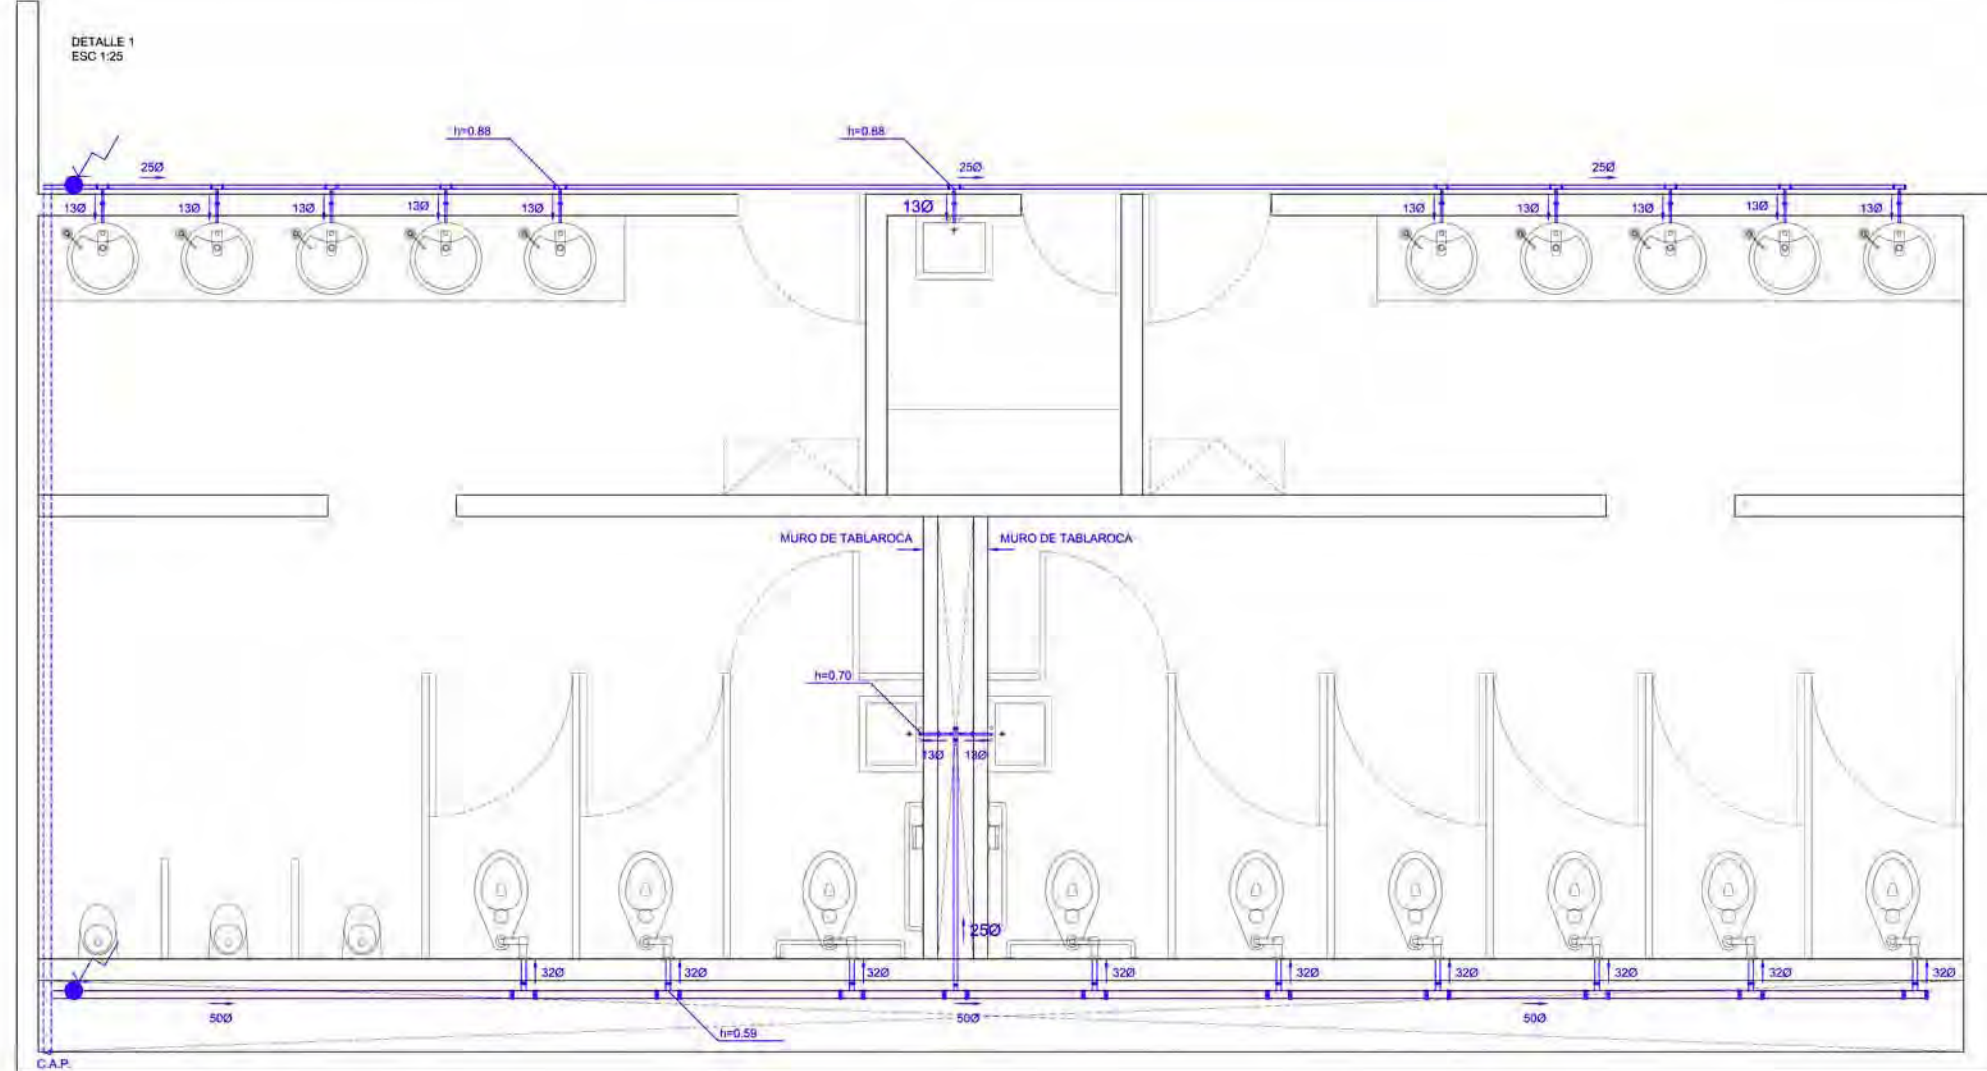 DETALLE 1
ESC 1:25
h=0.88
h=0.88
25Ø
25Ø
25Ø
13Ø
13Ø
13Ø
13Ø
13Ø
13Ø
13Ø
13Ø
13Ø
13Ø
13Ø
MURO DE TABLAROCA
MURO DE TABLAROCA
h=0.70
13Ø
13Ø
25Ø
32Ø
32Ø
32Ø
32Ø
32Ø
32Ø
32Ø
32Ø
32Ø
50Ø
50Ø
50Ø
h=0.59
C.A.P.